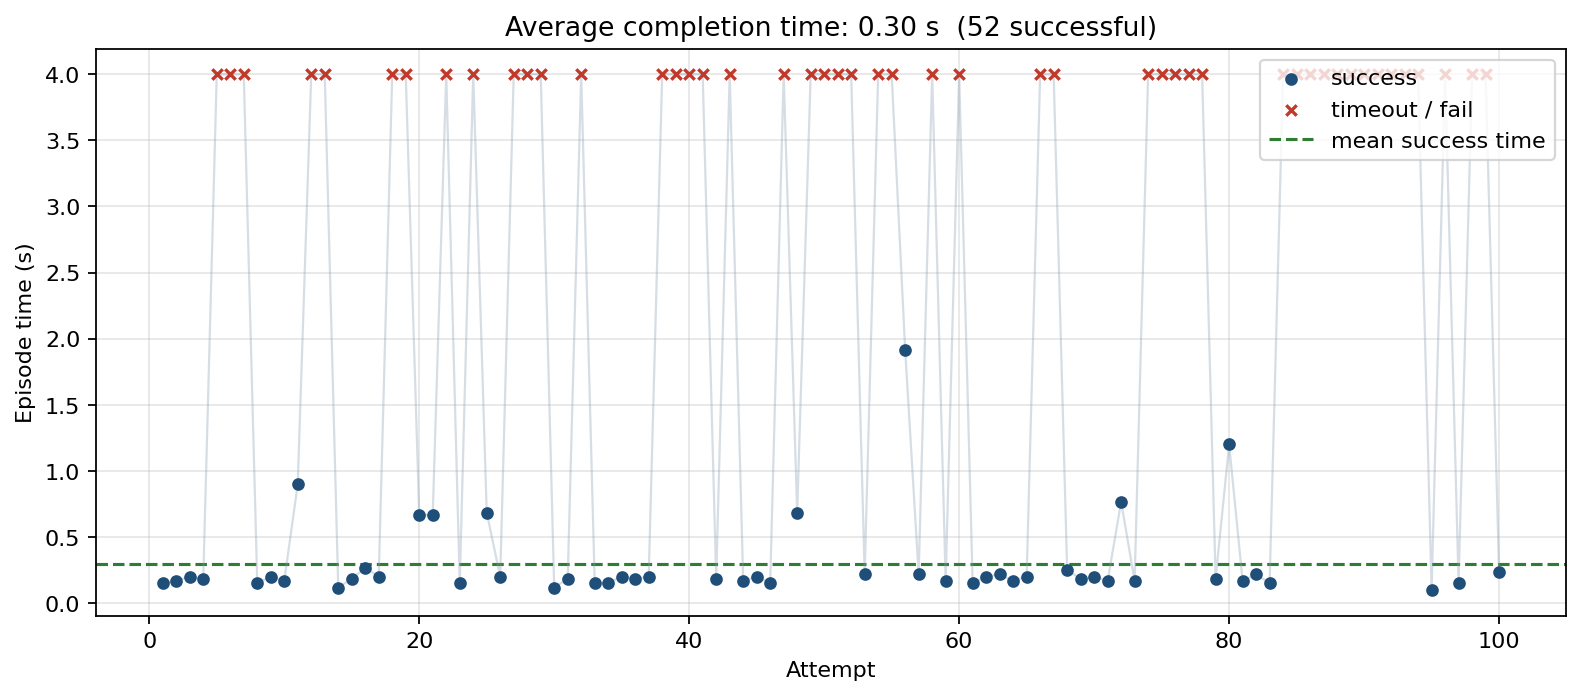 Average completion time: 0.30 s  (52 successful)
Episode time (s)
4.0
3.5
3.0
2.5
2.0
1.5
1.0
0.5
0.0
success
timeout / fail
mean success time
0
20
40
60
80
100
Attempt